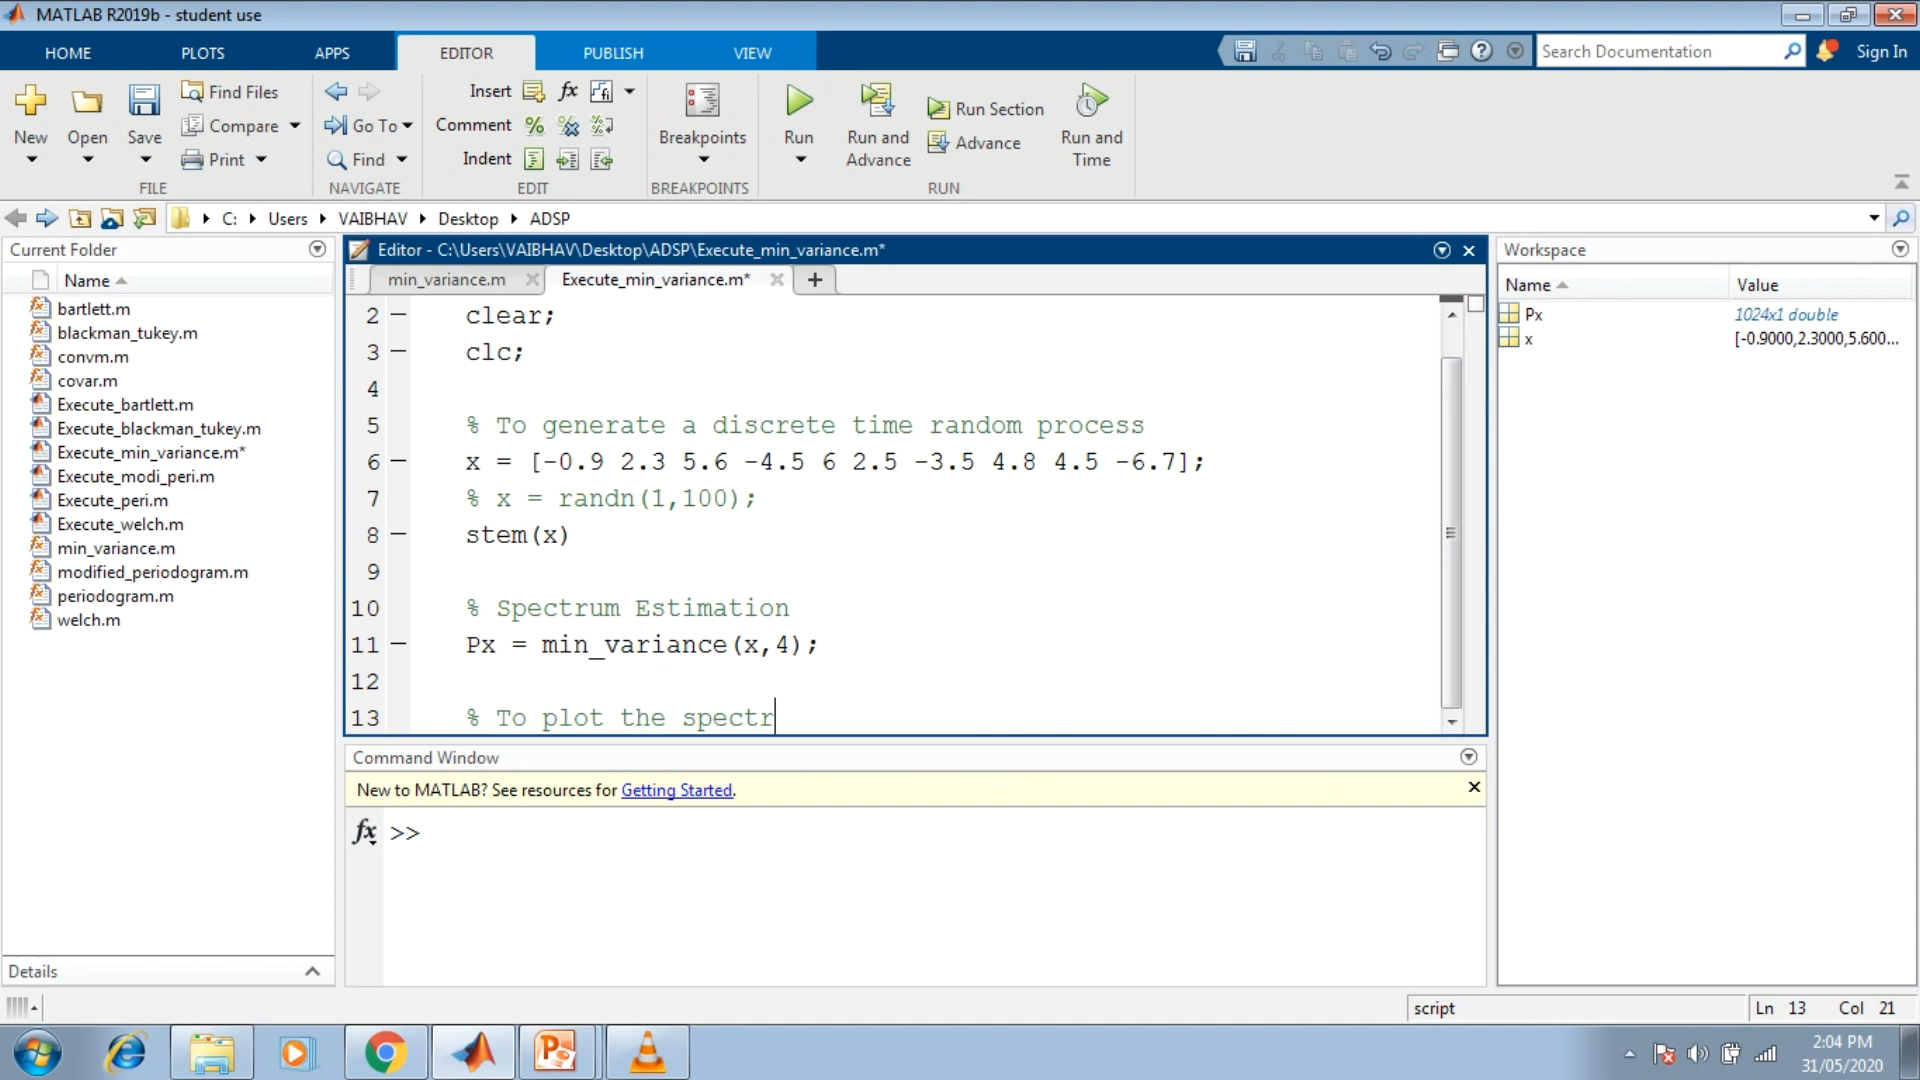 MATLAB R2019b - student use
HOME PLOTS APPS EDITOR PUBLISH VIEW
Search Documentation
Sign In
New
Open
Save
Find Files
Compare
Print
FILE
Go To
Find
NAVIGATE
Insert fx
Comment
Indent
EDIT
Breakpoints
BREAKPOINTS
Run
Run and Advance
Run Section
Advance
Run and Time
RUN
C: Users VAIBHAV Desktop ADSP
Current Folder
Name
bartlett.m
blackman_tukey.m
convm.m
covar.m
Execute_bartlett.m
Execute_blackman_tukey.m
Execute_min_variance.m*
Execute_modi_peri.m
Execute_peri.m
Execute_welch.m
min_variance.m
modified_periodogram.m
periodogram.m
welch.m
Details
Editor - C:\Users\VAIBHAV\Desktop\ADSP\Execute_min_variance.m*
min_variance.m Execute_min_variance.m*
2 clear;
3 clc;
4
5 % To generate a discrete time random process
6 x = [-0.9 2.3 5.6 -4.5 6 2.5 -3.5 4.8 4.5 -6.7];
7 % x = randn(1,100);
8 stem(x)
9
10 % Spectrum Estimation
11 Px = min_variance(x,4);
12
13 % To plot the spectr
Command Window
New to MATLAB? See resources for Getting Started.
fx >>
Workspace
Name Value
Px 1024x1 double
x [-0.9000,2.3000,5.600...
script
Ln 13 Col 21
2:04 PM
31/05/2020